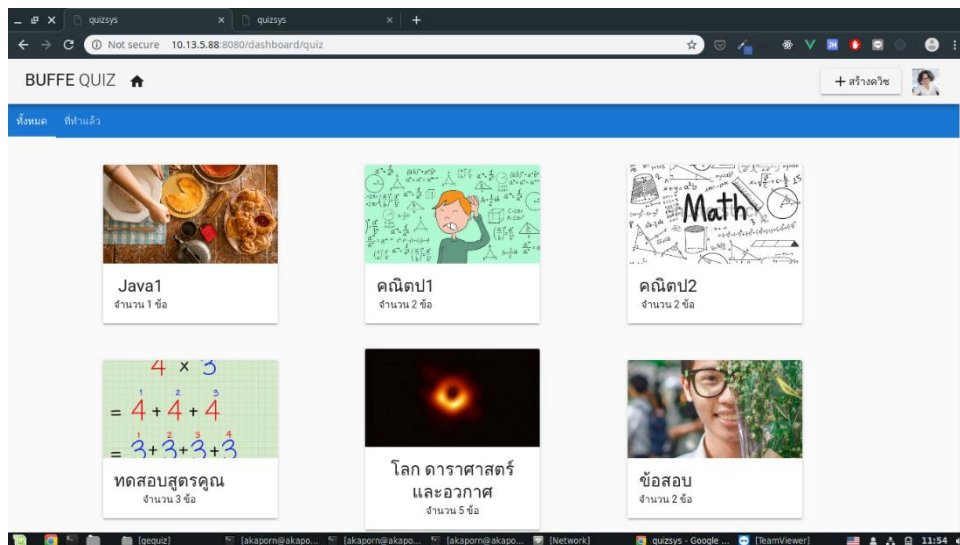 quizsys
quizsys
Not secure 10.13.5.88:8080/dashboard/quiz
BUFFE QUIZ
+ สร้างควิซ
ทั้งหมด ที่ทำแล้ว
Math
Java1
จำนวน 1 ข้อ
คณิตป1
จำนวน 2 ข้อ
คณิตป2
จำนวน 2 ข้อ
4 x 3
1 2 3
= 4 + 4 + 4
1 2 3 4
= 3 + 3 + 3 + 3
ทดสอบสูตรคูณ
จำนวน 3 ข้อ
โลก ดาราศาสตร์
และอวกาศ
จำนวน 5 ข้อ
ข้อสอบ
จำนวน 2 ข้อ
[gequiz] [akaporn@akapo... [akaporn@akapo... [akaporn@akapo... [Network] quizsys - Google ... [TeamViewer] 11:54